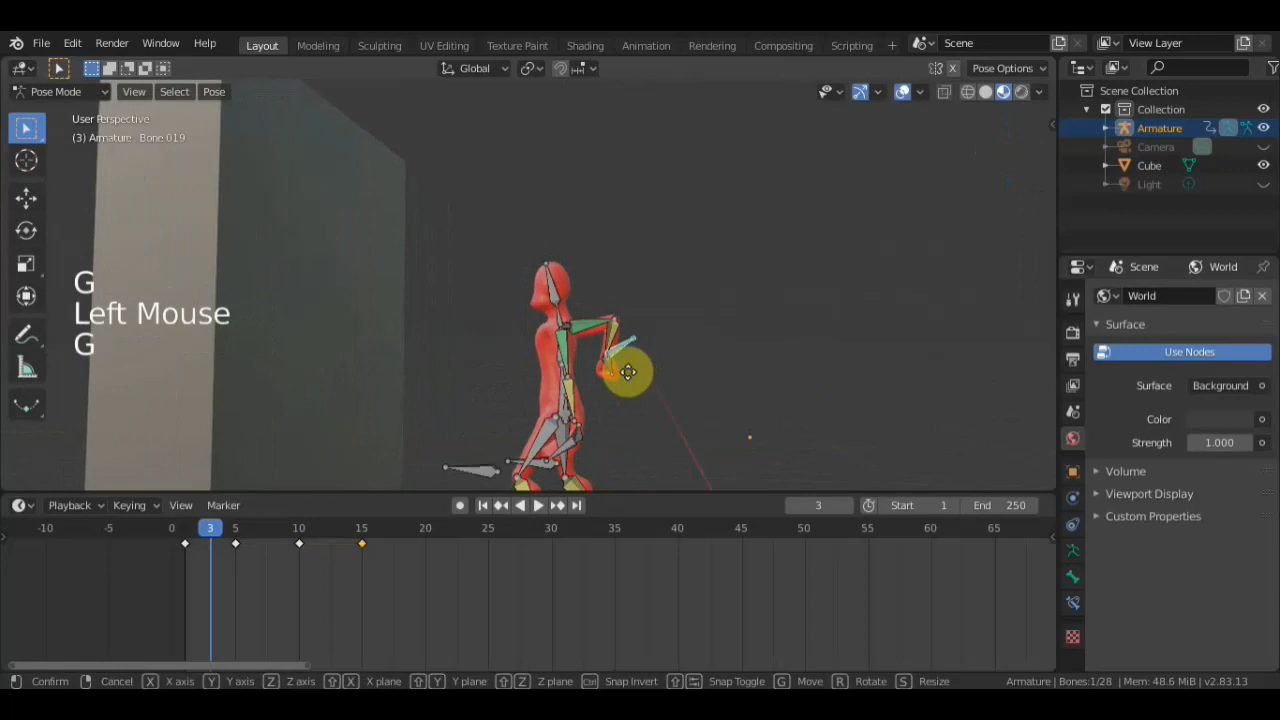 File Edit Render Window Help Layout Modeling Sculpting UV Editing Texture Paint Shading Animation Rendering Compositing Scripting + Scene View Layer
Global Pose Options
Pose Mode View Select Pose
User Perspective
(3) Armature : Bone.019
Scene Collection
Collection
Armature
Camera
Cube
Light
G
Left Mouse
G
Scene World
World
Surface
Use Nodes
Surface Background
Color
Strength 1.000
Volume
Viewport Display
Custom Properties
Playback Keying View Marker 3 Start 1 End 250
-10 -5 0 3 5 10 15 20 25 30 35 40 45 50 55 60 65
Confirm Cancel X X axis Y Y axis Z Z axis X X plane Y Y plane Z Z plane Ctrl Snap Invert Snap Toggle G Move R Rotate S Resize Armature | Bones:1/28 | Mem: 48.6 MiB | v2.83.13